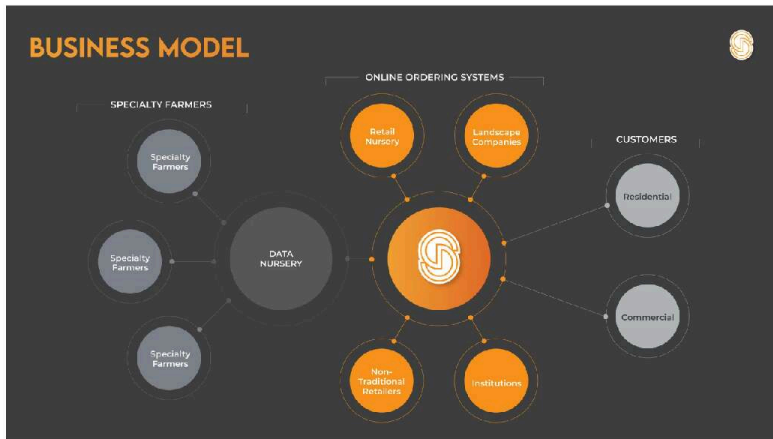 BUSINESS MODEL
SPECIALTY FARMERS
ONLINE ORDERING SYSTEMS
CUSTOMERS
Specialty
Farmers
Specialty
Farmers
Specialty
Farmers
DATA
NURSERY
Retail
Nursery
Landscape
Companies
Non-
Traditional
Retailers
Institutions
Residential
Commercial